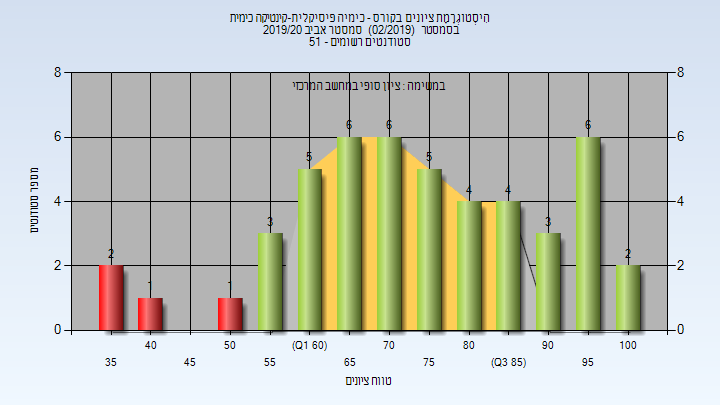 היסטוגרמת ציונים בקורס - כימיה פיסיקלית-קינטיקה כימית
בסמסטר (02/2019) סמסטר אביב 2019/20
סטודנטים רשומים - 51
במשימה : ציון סופי במחשב המרכזי
8 8
6 6
4 4
2 2
0 0
מספר סטודנטים
2 1 1 3 5 6 6 5 4 4 3 6 2
40 50 (Q1 60) 70 80 90 100
35 45 55 65 75 (Q3 85) 95
טווח ציונים